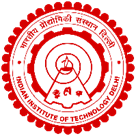 भारतीय प्रौद्योगिकी संस्थान दिल्ली
INDIAN INSTITUTE OF TECHNOLOGY DELHI